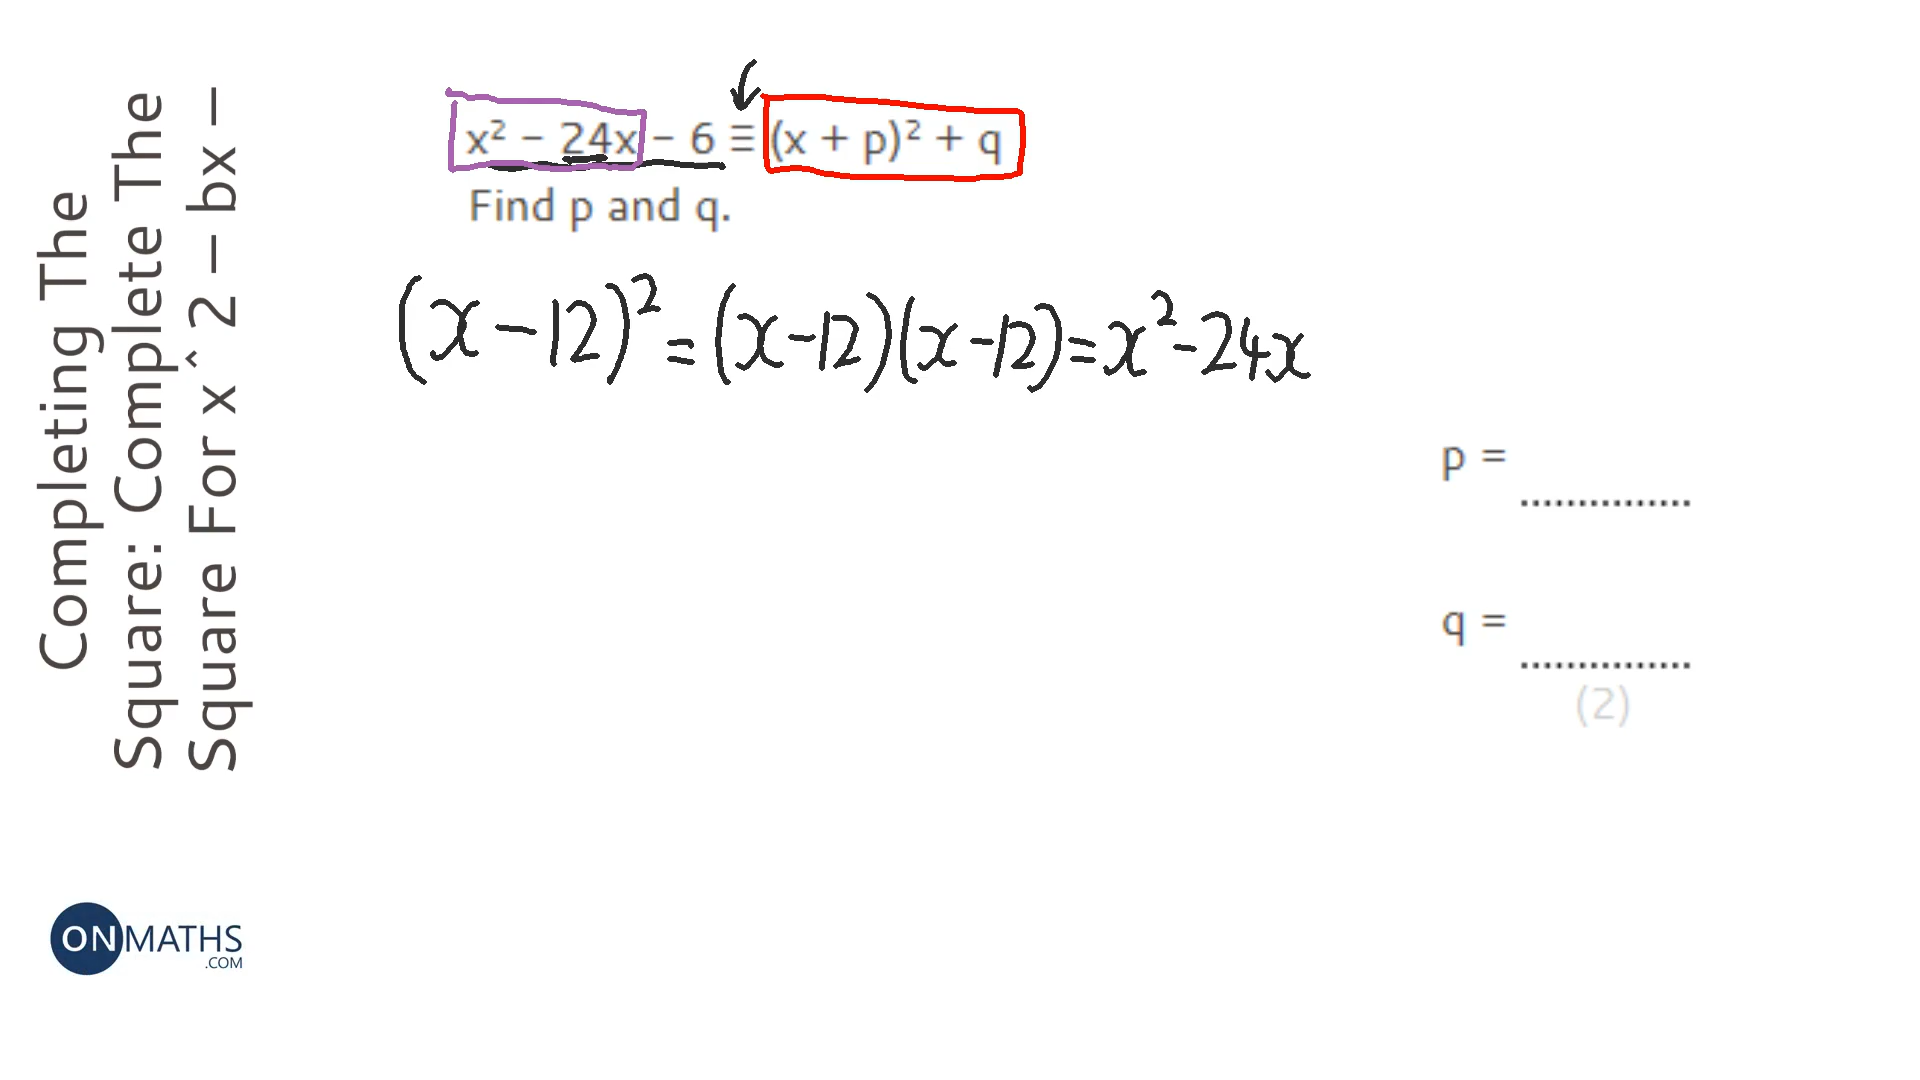 Completing The
Square: Complete The
Square For x^2 – bx –
x² − 24x − 6 ≡ (x + p)² + q
Find p and q.
(x − 12)² = (x−12)(x−12) = x² − 24x
p =
...............
q =
...............
(2)
ONMATHS
.COM